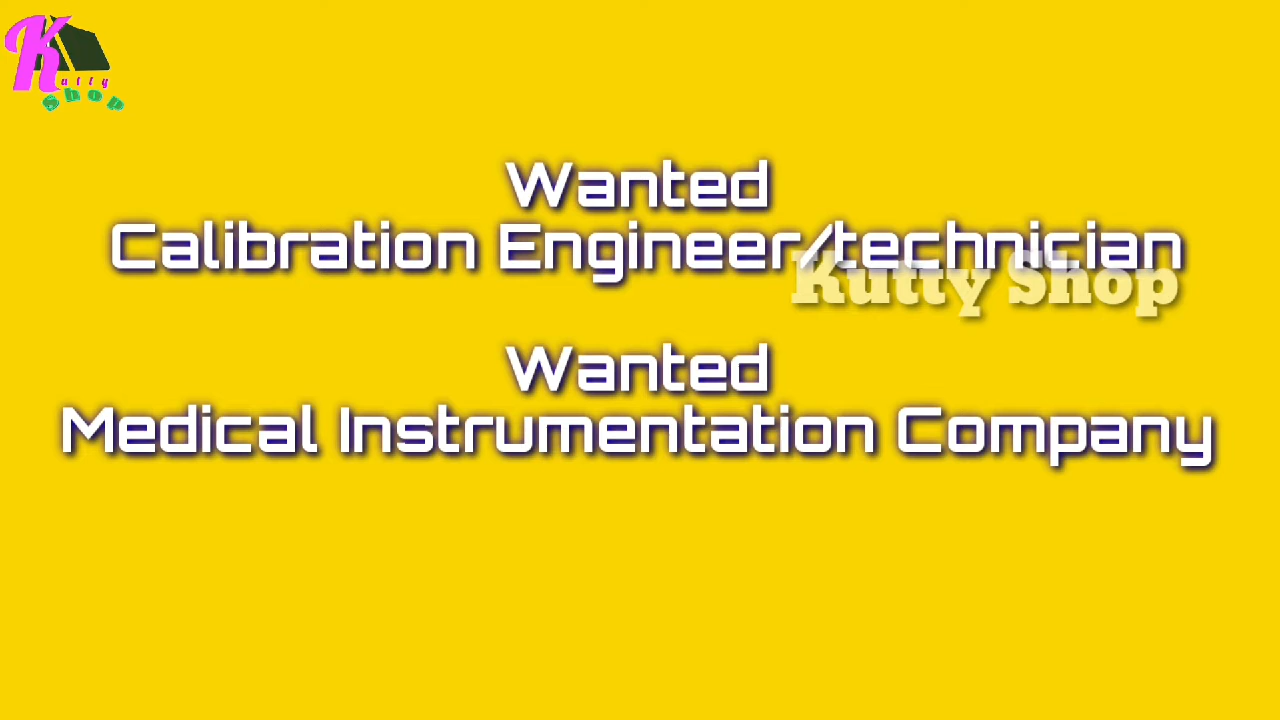 Kutty
Shop
Wanted
Calibration Engineer/technician
Kutty Shop
Wanted
Medical Instrumentation Company